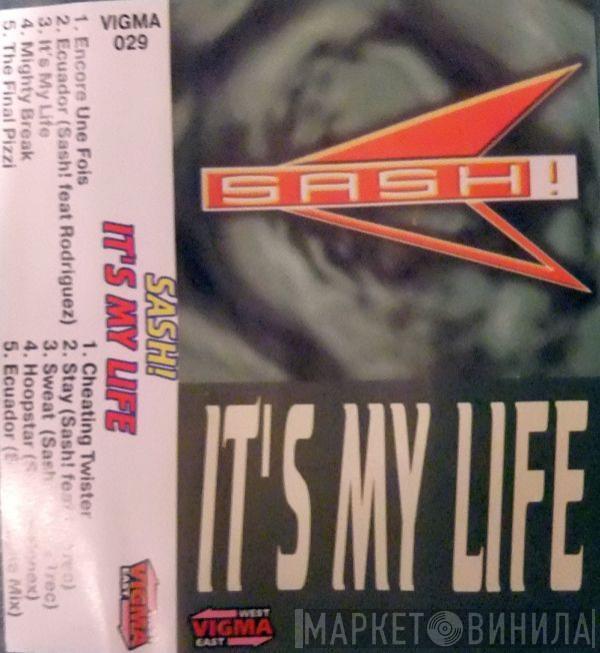 VIGMA
029
1. Encore Une Fois
2. Ecuador (Sash! feat Rodriguez)
3. It's My Life
4. Mighty Break
5. The Final Pizzi
SASH!
IT'S MY LIFE
1. Cheating Twister
2. Stay (Sash!
3. Sweat (Sash
4. Hoopstar
5. Ecuador
Mix)
VIGMA
EAST
SASH!
IT'S MY LIFE
WEST
VIGMA
EAST
МАРКЕТ ВИНИЛА